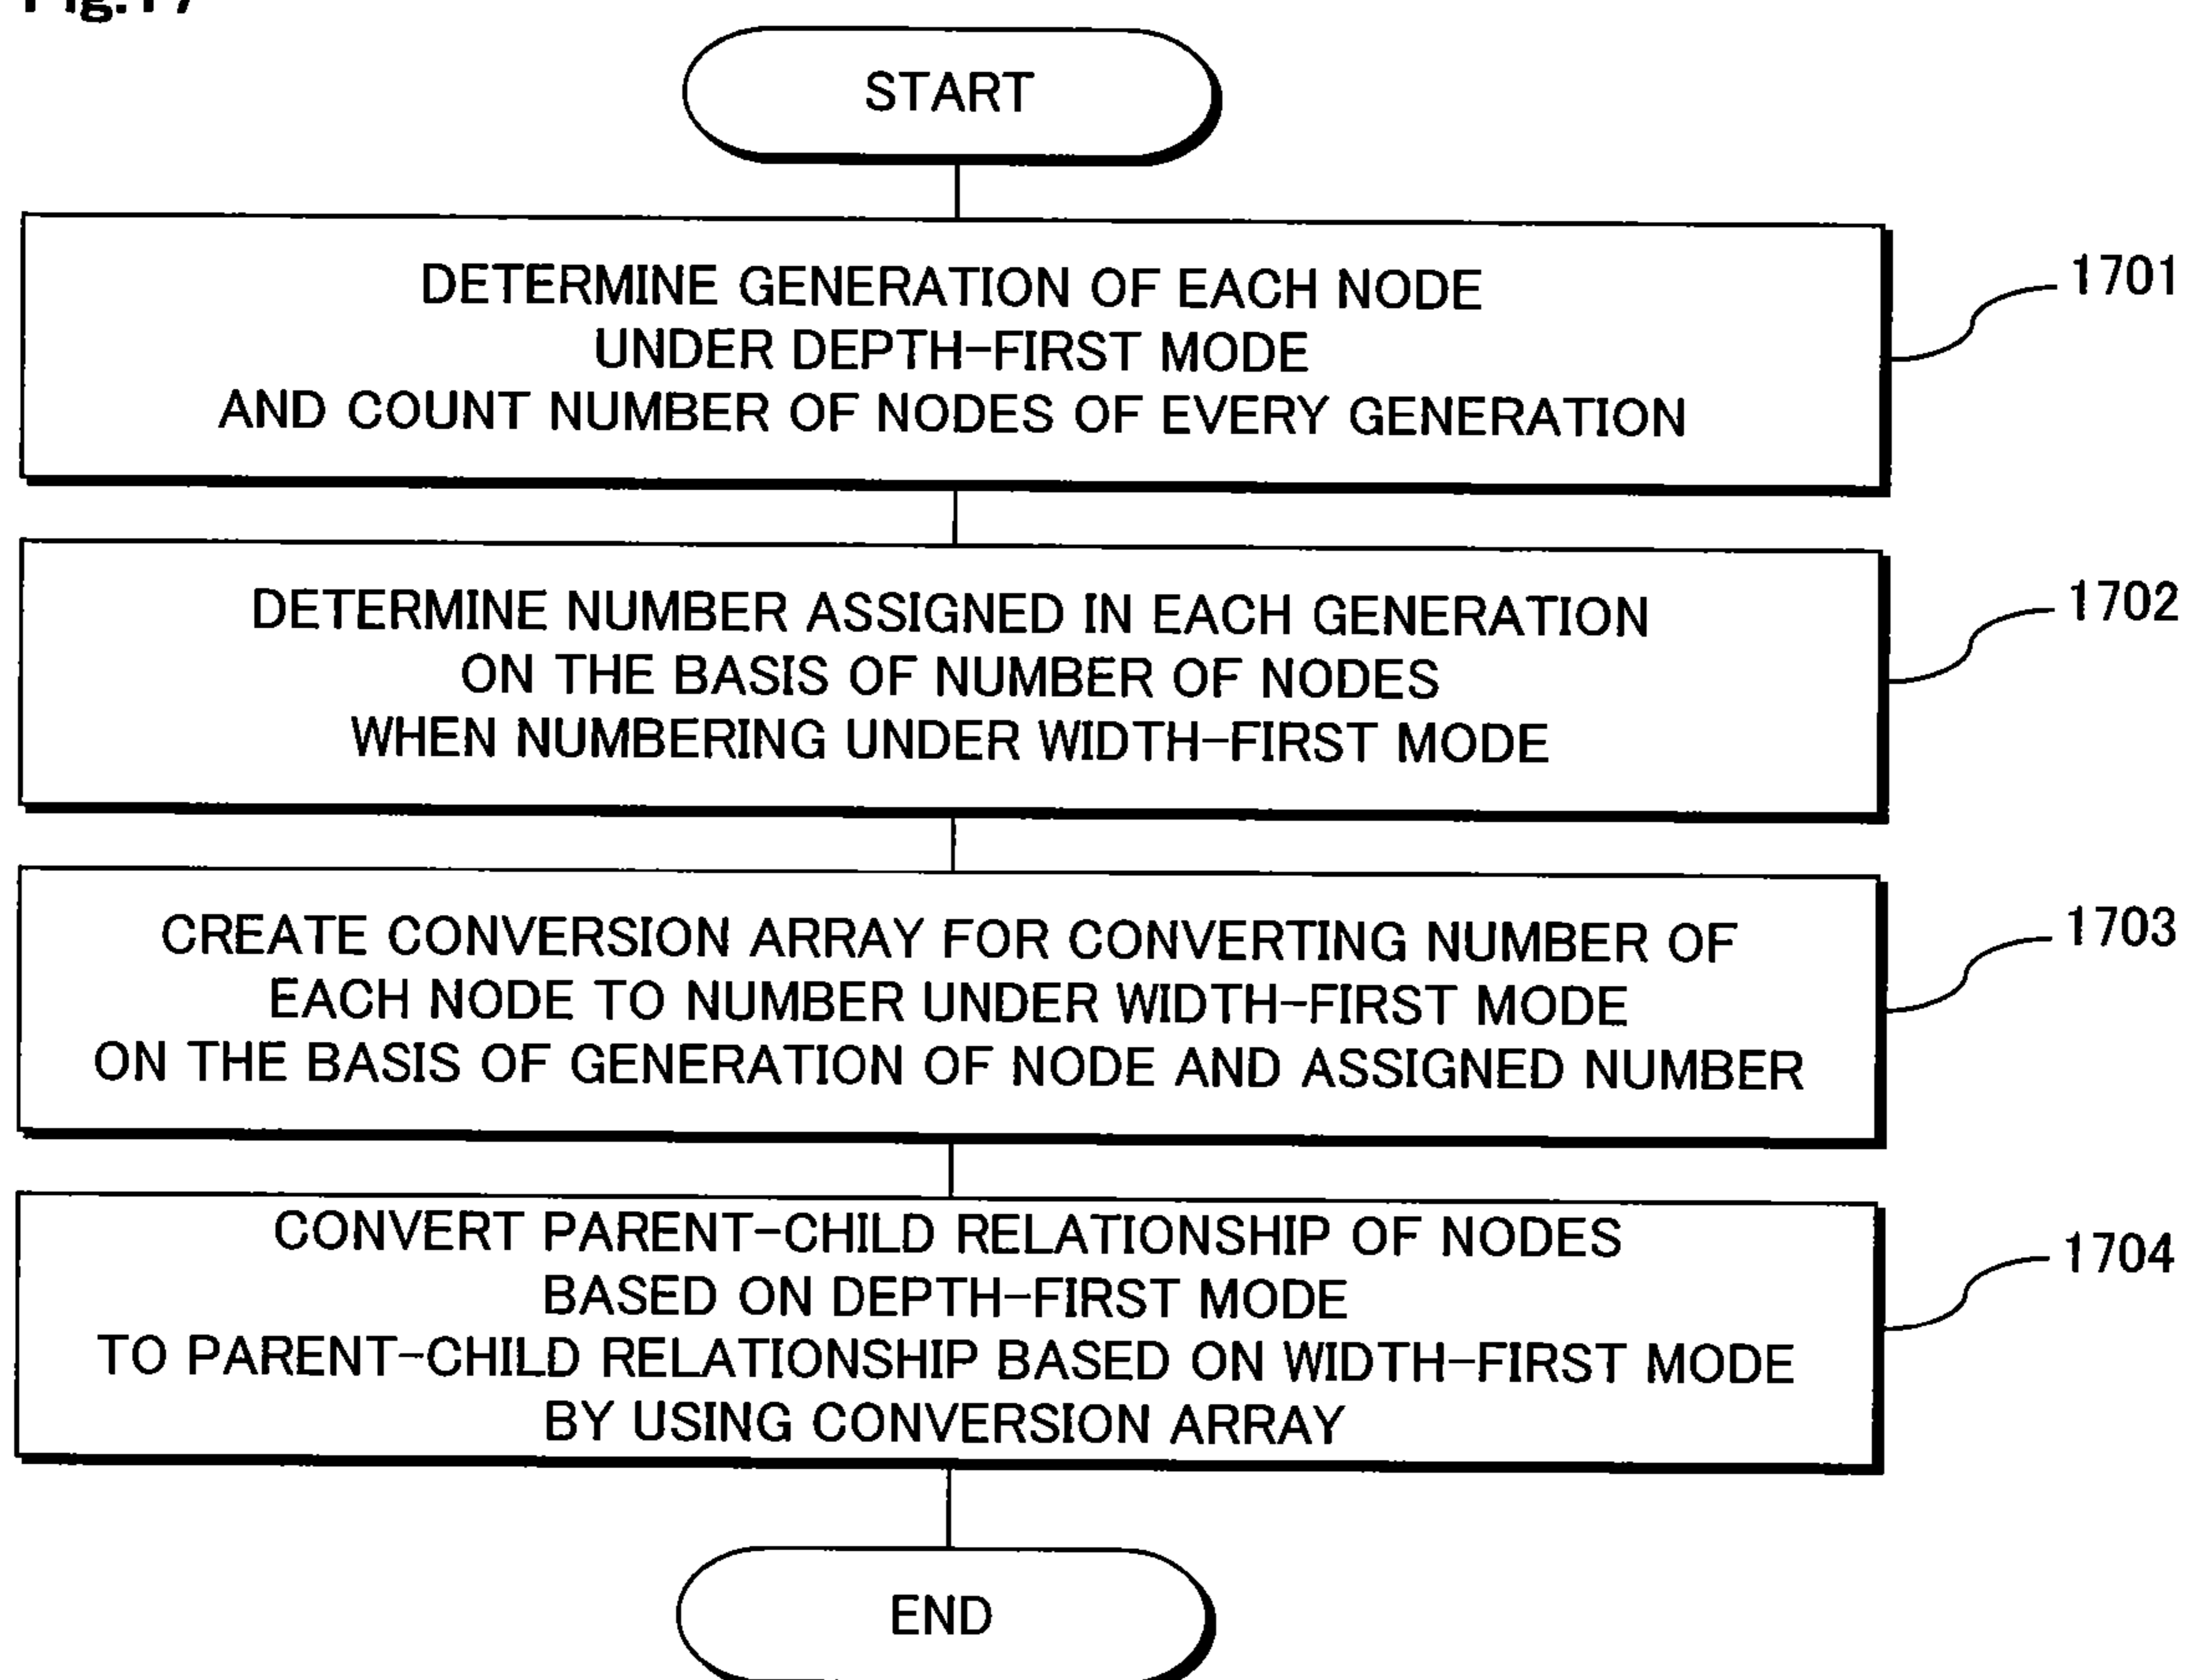 Fig.17
START
DETERMINE GENERATION OF EACH NODE
UNDER DEPTH-FIRST MODE
AND COUNT NUMBER OF NODES OF EVERY GENERATION
1701
DETERMINE NUMBER ASSIGNED IN EACH GENERATION
ON THE BASIS OF NUMBER OF NODES
WHEN NUMBERING UNDER WIDTH-FIRST MODE
1702
CREATE CONVERSION ARRAY FOR CONVERTING NUMBER OF
EACH NODE TO NUMBER UNDER WIDTH-FIRST MODE
ON THE BASIS OF GENERATION OF NODE AND ASSIGNED NUMBER
1703
CONVERT PARENT-CHILD RELATIONSHIP OF NODES
BASED ON DEPTH-FIRST MODE
TO PARENT-CHILD RELATIONSHIP BASED ON WIDTH-FIRST MODE
BY USING CONVERSION ARRAY
1704
END